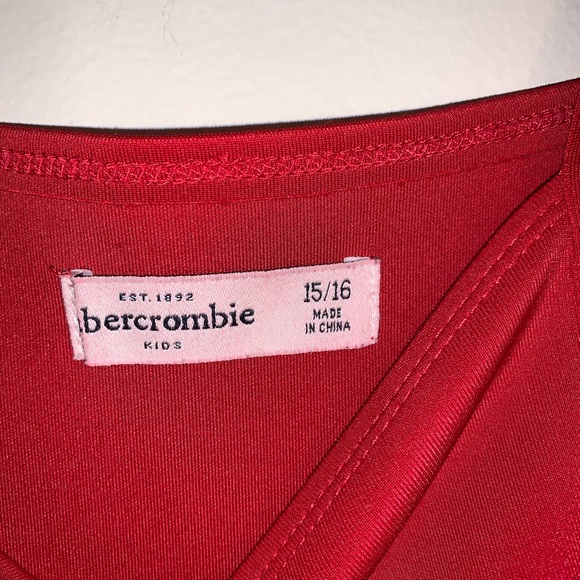 EST. 1892
abercrombie
KIDS
15/16
MADE
IN CHINA